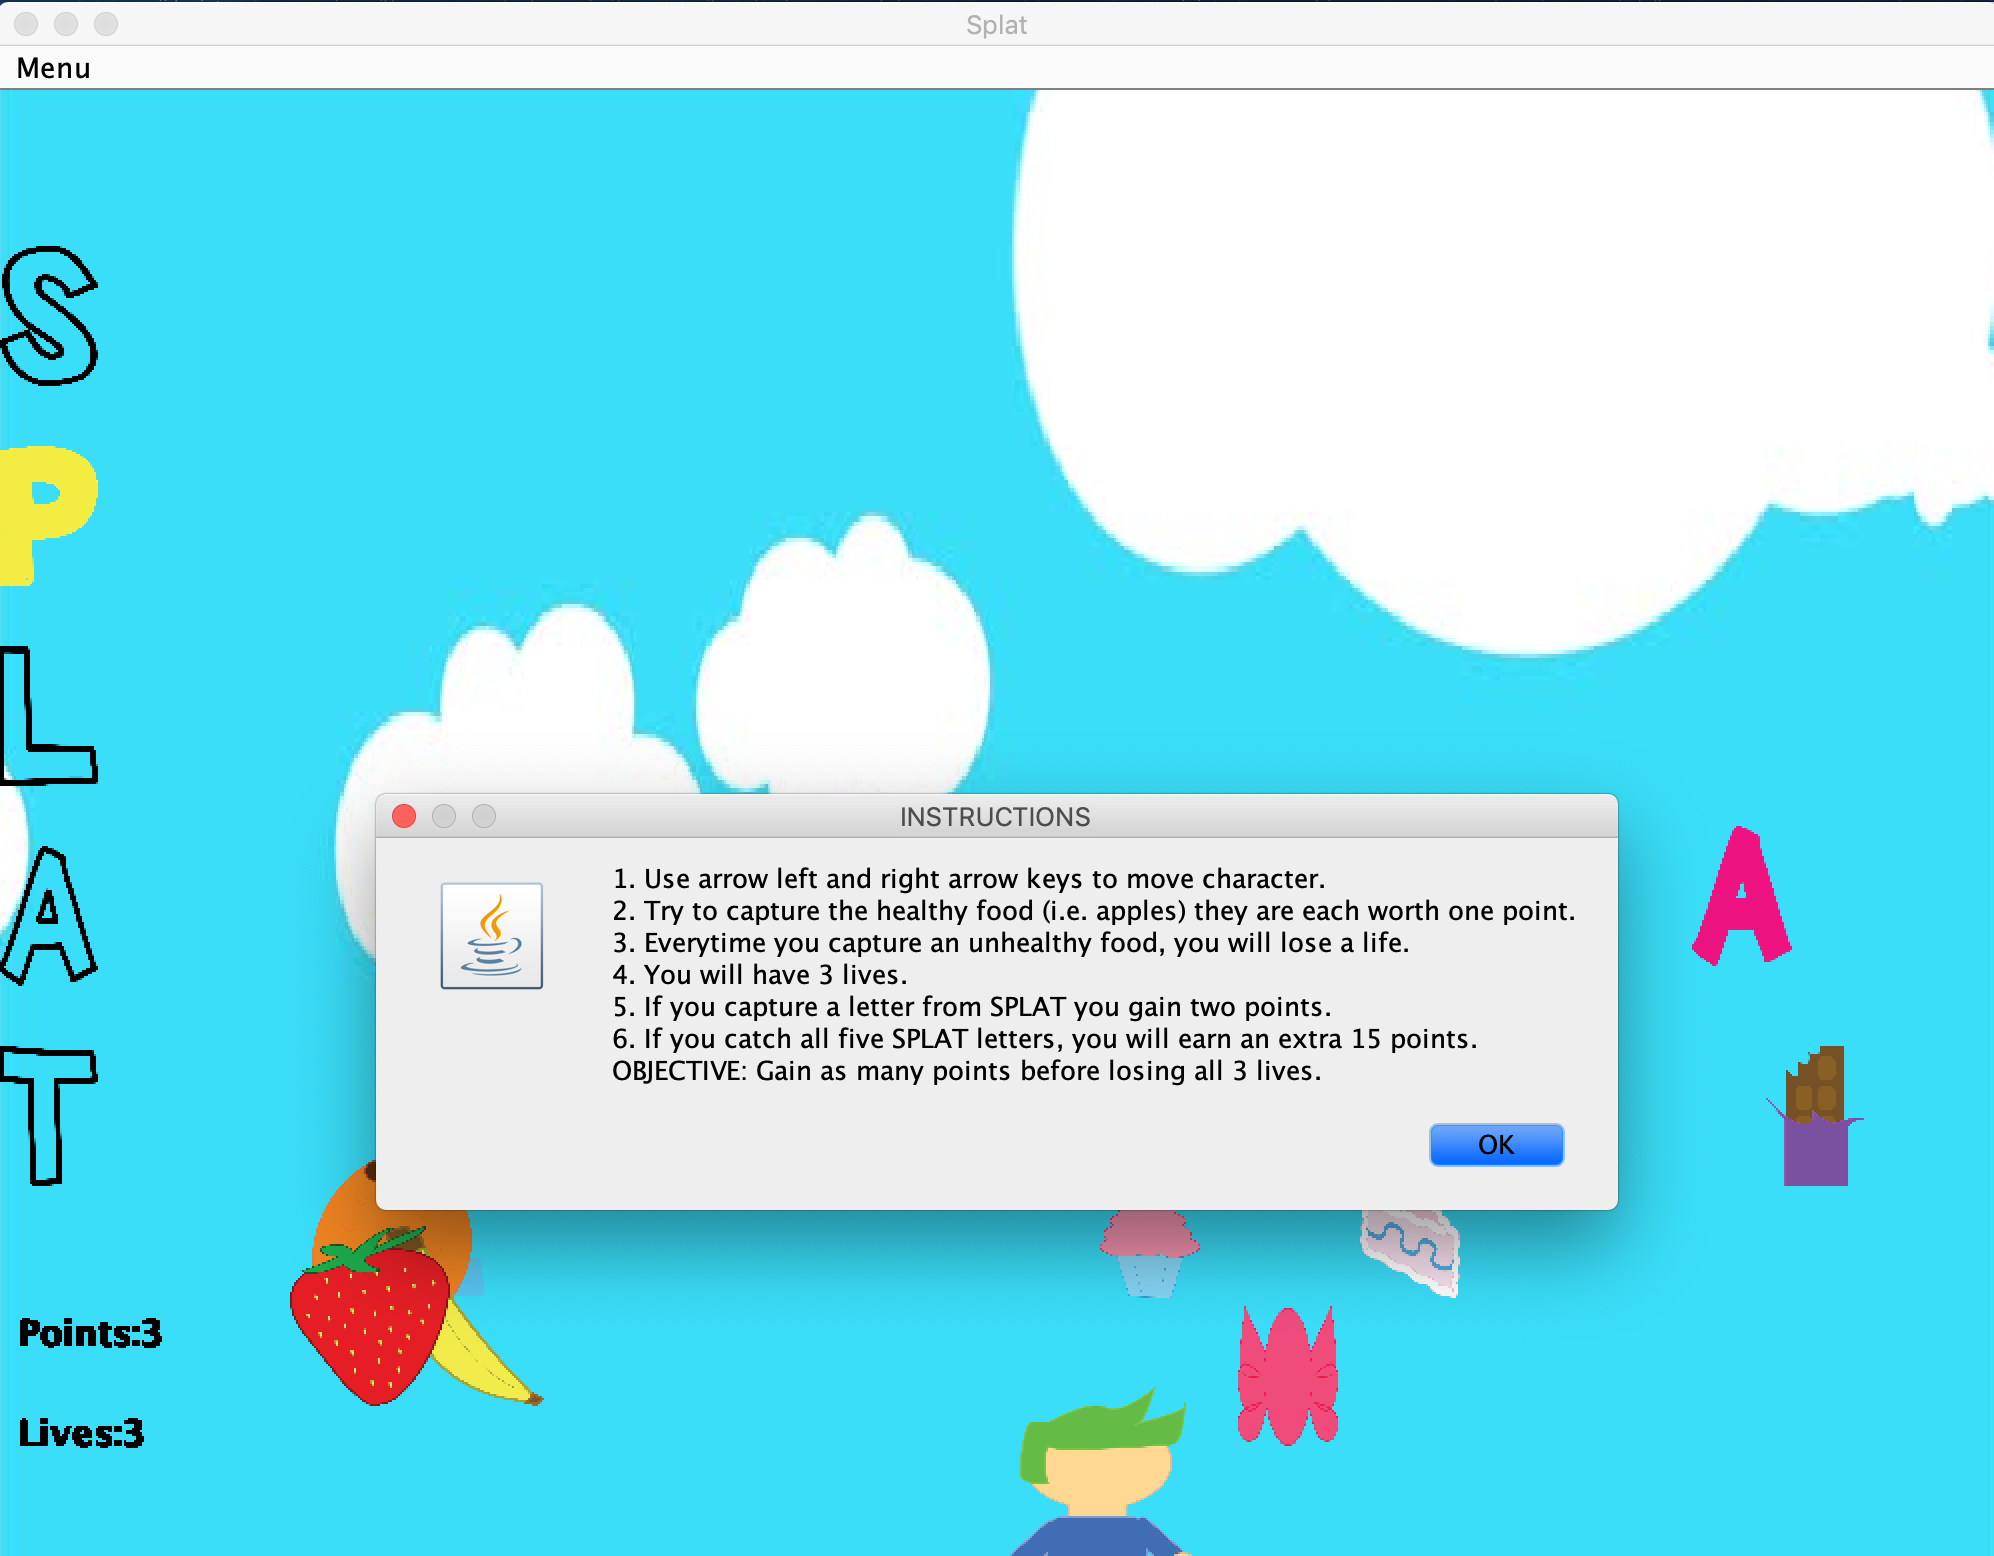 Splat
Menu
S
P
L
A
T
INSTRUCTIONS
1. Use arrow left and right arrow keys to move character.
2. Try to capture the healthy food (i.e. apples) they are each worth one point.
3. Everytime you capture an unhealthy food, you will lose a life.
4. You will have 3 lives.
5. If you capture a letter from SPLAT you gain two points.
6. If you catch all five SPLAT letters, you will earn an extra 15 points.
OBJECTIVE: Gain as many points before losing all 3 lives.
OK
A
Points:3
Lives:3